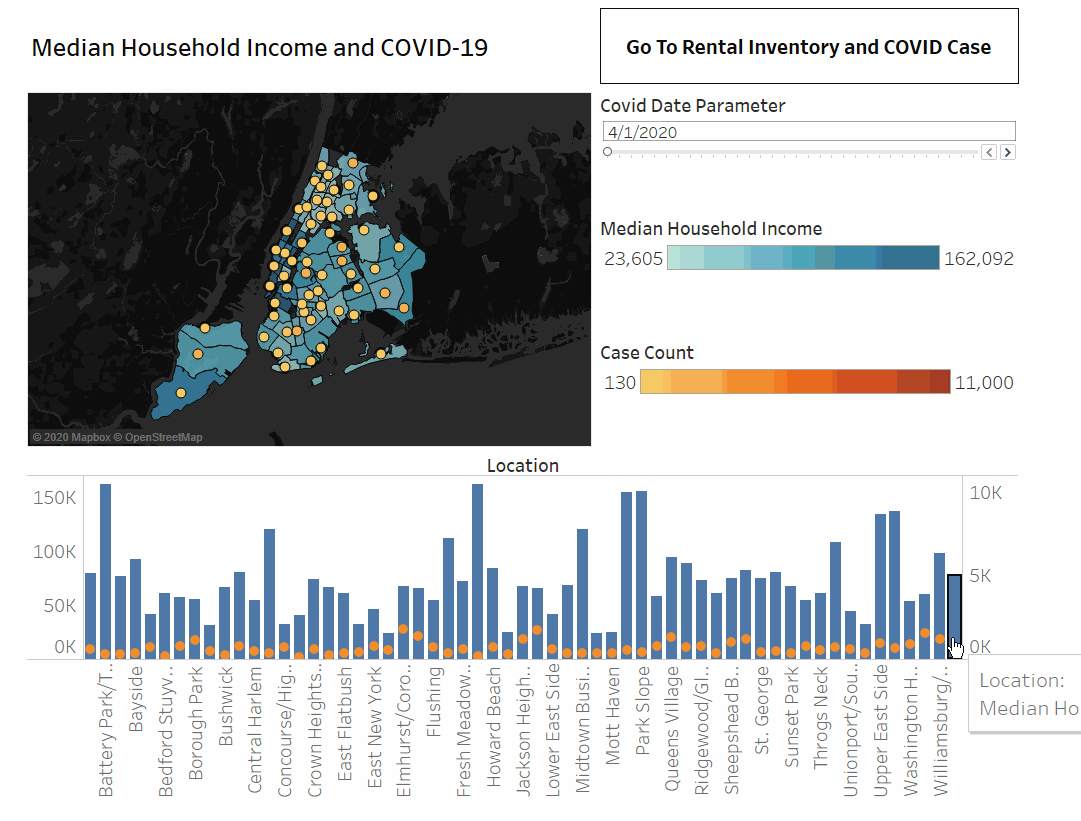 Median Household Income and COVID-19
Go To Rental Inventory and COVID Case
Covid Date Parameter
4/1/2020
Median Household Income
23,605
162,092
Case Count
130
11,000
© 2020 Mapbox © OpenStreetMap
Location
150K
100K
50K
0K
10K
5K
0K
Battery Park/T..
Bayside
Bedford Stuyv..
Borough Park
Bushwick
Central Harlem
Concourse/Hig..
Crown Heights..
East Flatbush
East New York
Elmhurst/Coro..
Flushing
Fresh Meadow..
Howard Beach
Jackson Heigh..
Lower East Side
Midtown Busi..
Mott Haven
Park Slope
Queens Village
Ridgewood/Gl..
Sheepshead B..
St. George
Sunset Park
Throgs Neck
Unionport/Sou..
Upper East Side
Washington H..
Williamsburg/..
Location:
Median Ho